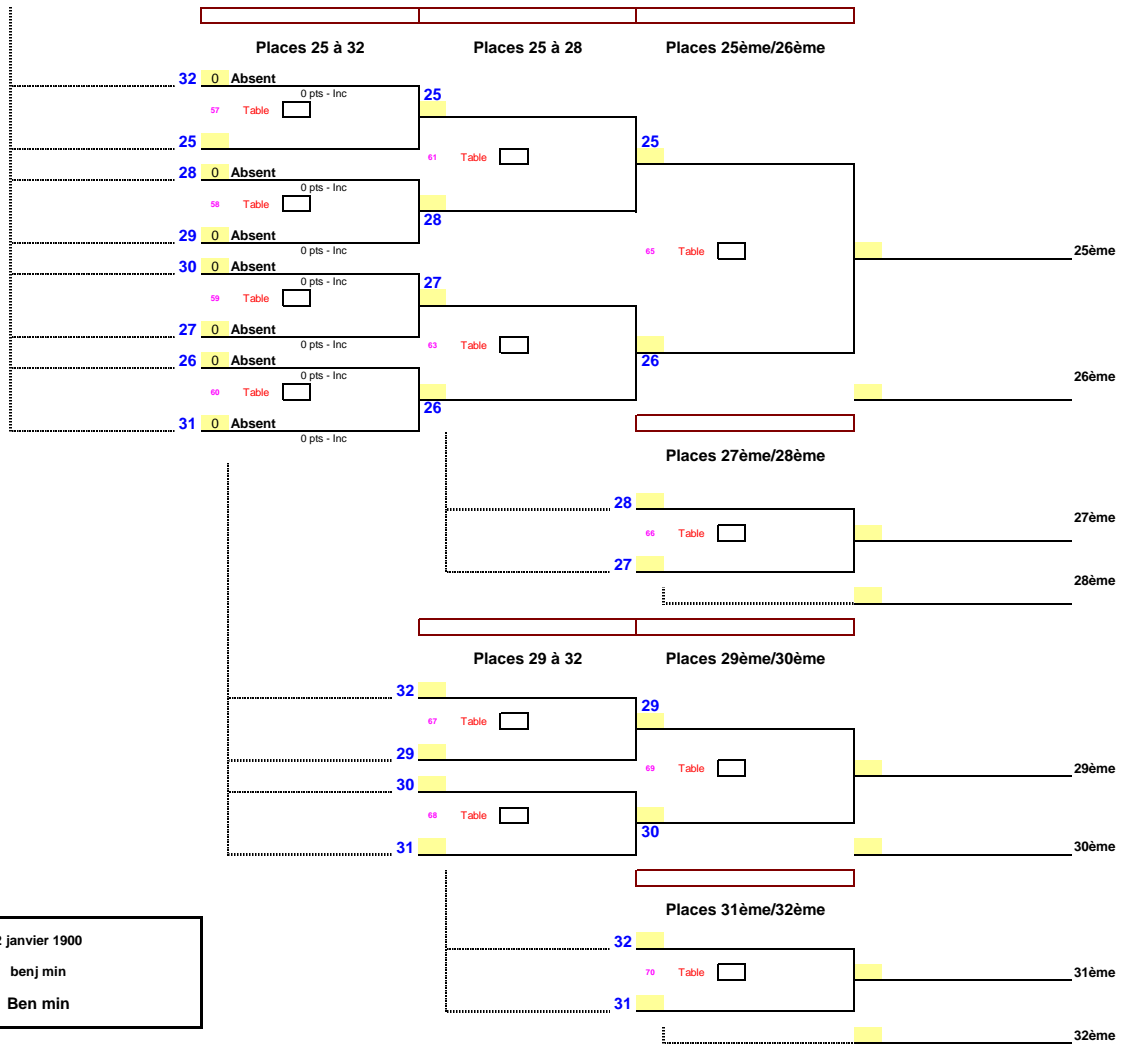 Places 25 à 32 Places 25 à 28 Places 25ème/26ème
32 0 Absent
0 pts - Inc
25
57 Table
25
25
61 Table
28 0 Absent
0 pts - Inc
58 Table
28
29 0 Absent
0 pts - Inc
65 Table
25ème
30 0 Absent
0 pts - Inc
27
59 Table
27 0 Absent
0 pts - Inc
63 Table
26 0 Absent
26
0 pts - Inc
26ème
60 Table
26
31 0 Absent
0 pts - Inc
Places 27ème/28ème
28
27ème
66 Table
27
28ème
Places 29 à 32 Places 29ème/30ème
32
29
67 Table
29
69 Table
29ème
30
68 Table
30
31
30ème
Places 31ème/32ème
32
2 janvier 1900
benj min
70 Table
31ème
Ben min
31
32ème